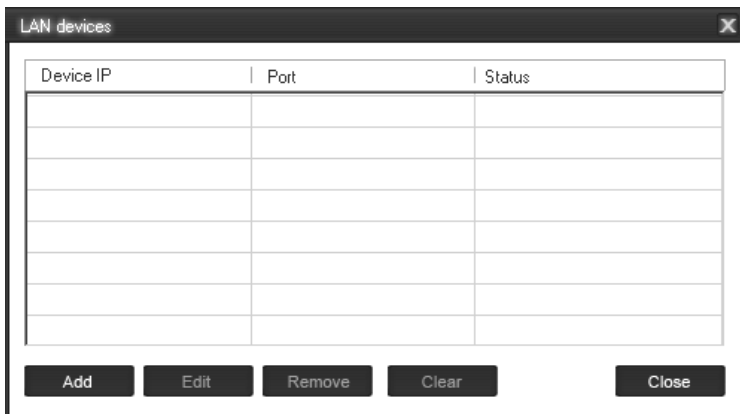 LAN devices X
Device IP Port Status
Add Edit Remove Clear Close